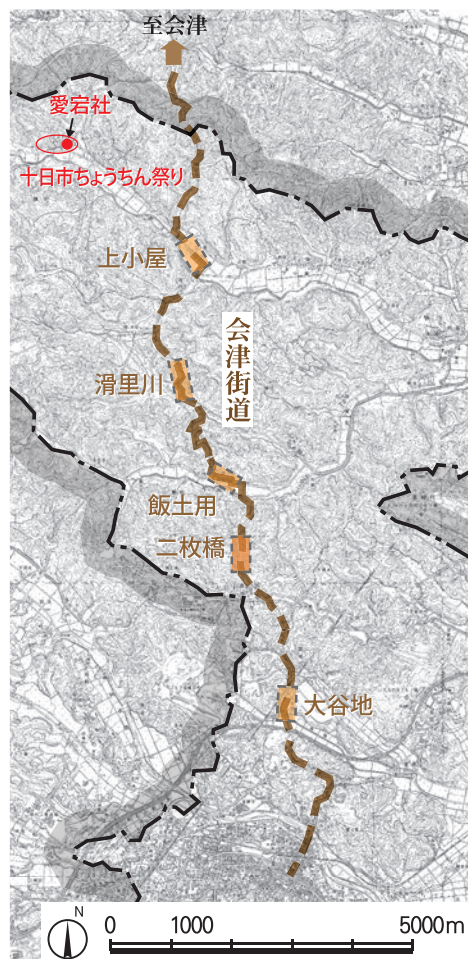 至会津
愛宕社
十日市ちょうちん祭り
上小屋
会津街道
滑里川
飯土用
二枚橋
大谷地
N
0 1000 5000m